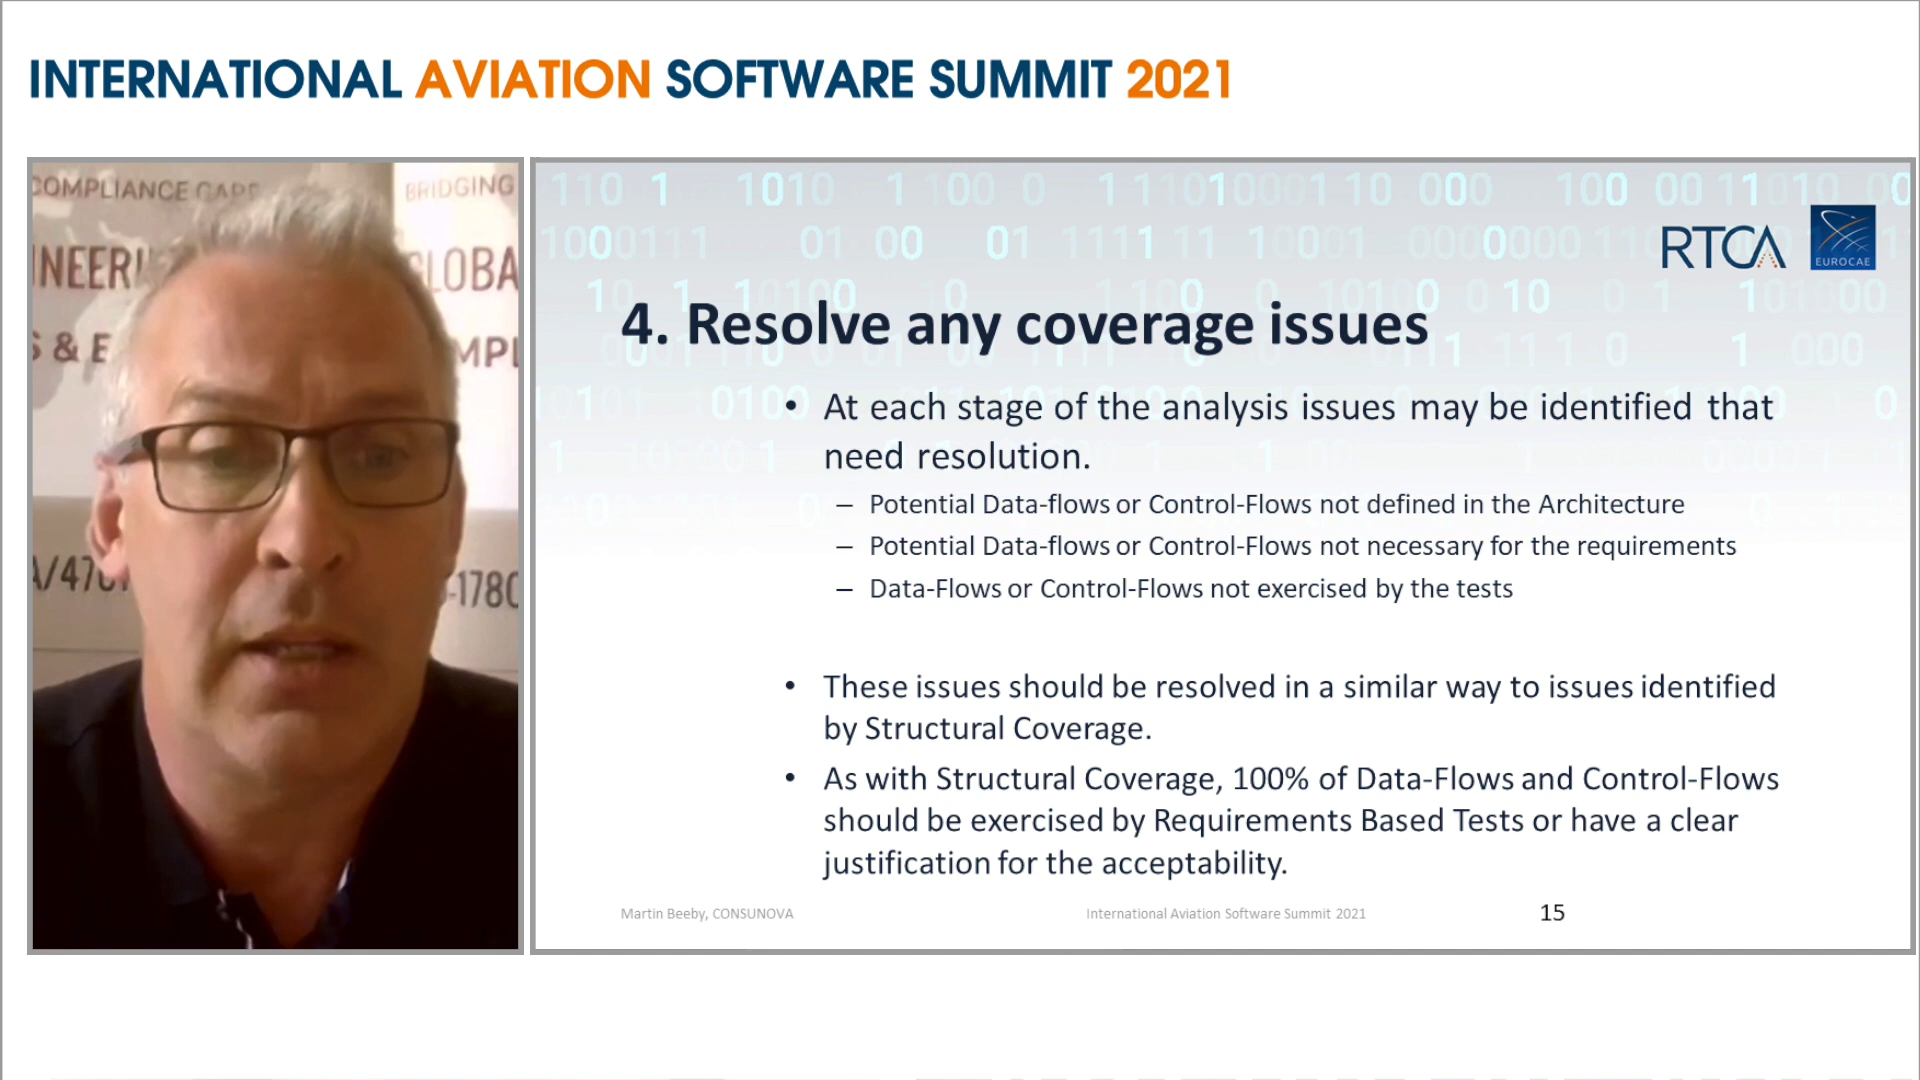 INTERNATIONAL AVIATION SOFTWARE SUMMIT 2021
COMPLIANCE GAPS
BRIDGING
RTCA
EUROCAE
4. Resolve any coverage issues
• At each stage of the analysis issues may be identified that
need resolution.
– Potential Data-flows or Control-Flows not defined in the Architecture
– Potential Data-flows or Control-Flows not necessary for the requirements
– Data-Flows or Control-Flows not exercised by the tests
• These issues should be resolved in a similar way to issues identified
by Structural Coverage.
• As with Structural Coverage, 100% of Data-Flows and Control-Flows
should be exercised by Requirements Based Tests or have a clear
justification for the acceptability.
Martin Beeby, CONSUNOVA
International Aviation Software Summit 2021
15